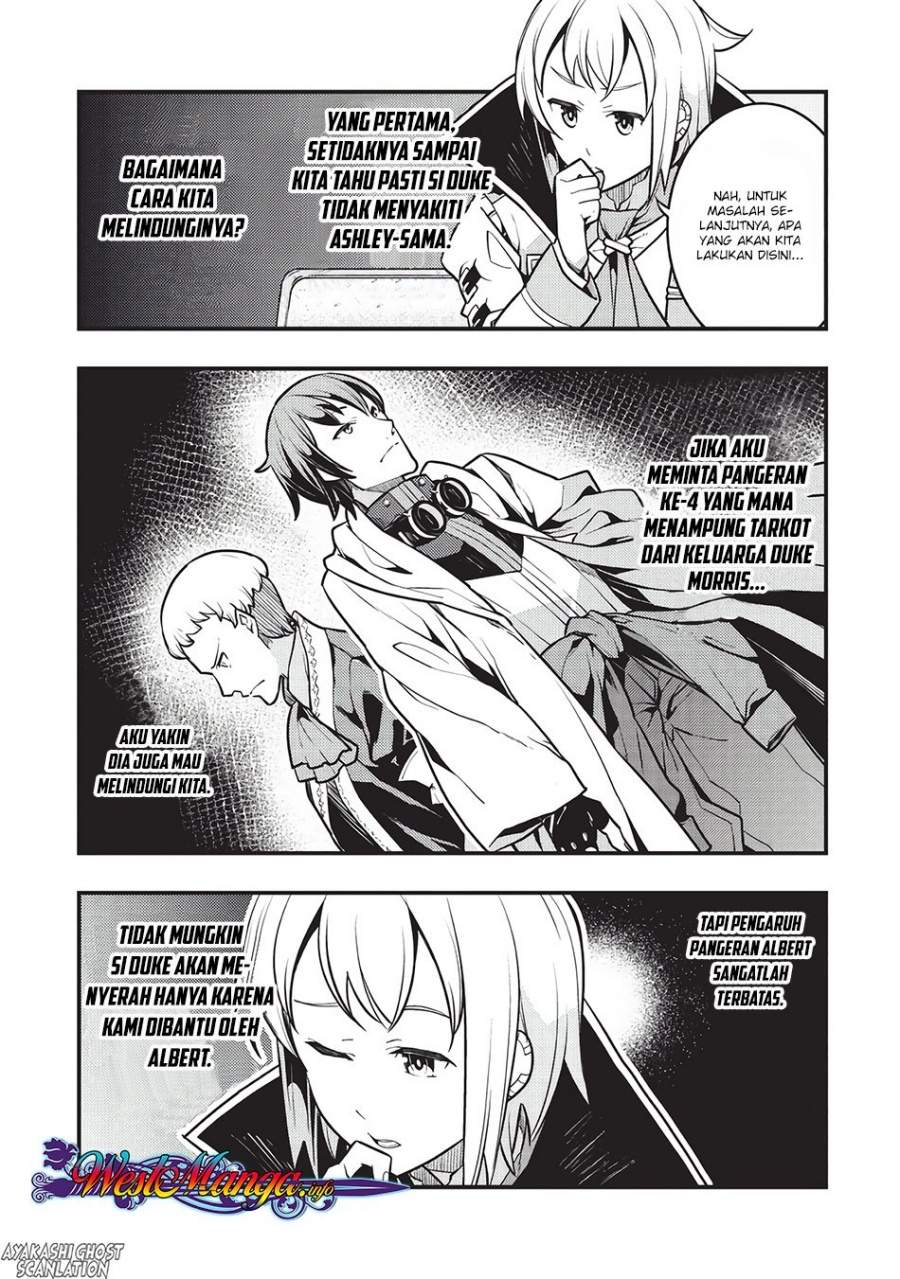 NAH, UNTUK
MASALAH SE-
LANJUTNYA, APA
YANG AKAN KITA
LAKUKAN DISINI...
YANG PERTAMA,
SETIDAKNYA SAMPAI
KITA TAHU PASTI SI DUKE
TIDAK MENYAKITI
ASHLEY-SAMA.
BAGAIMANA
CARA KITA
MELINDUNGINYA?
JIKA AKU
MEMINTA PANGERAN
KE-4 YANG MANA
MENAMPUNG TARKOT
DARI KELUARGA DUKE
MORRIS...
AKU YAKIN
DIA JUGA MAU
MELINDUNGI KITA.
TAPI PENGARUH
PANGERAN ALBERT
SANGATLAH
TERBATAS.
TIDAK MUNGKIN
SI DUKE AKAN ME-
NYERAH HANYA KARENA
KAMI DIBANTU OLEH
ALBERT.
WESTMANGA.info
AYAKASHI GHOST
SCANLATION